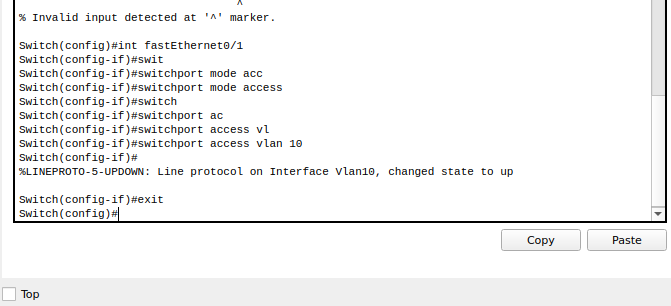 ^
% Invalid input detected at '^' marker.
Switch(config)#int fastEthernet0/1
Switch(config-if)#swit
Switch(config-if)#switchport mode acc
Switch(config-if)#switchport mode access
Switch(config-if)#switch
Switch(config-if)#switchport ac
Switch(config-if)#switchport access vl
Switch(config-if)#switchport access vlan 10
Switch(config-if)#
%LINEPROTO-5-UPDOWN: Line protocol on Interface Vlan10, changed state to up
Switch(config-if)#exit
Switch(config)#
Copy Paste
Top